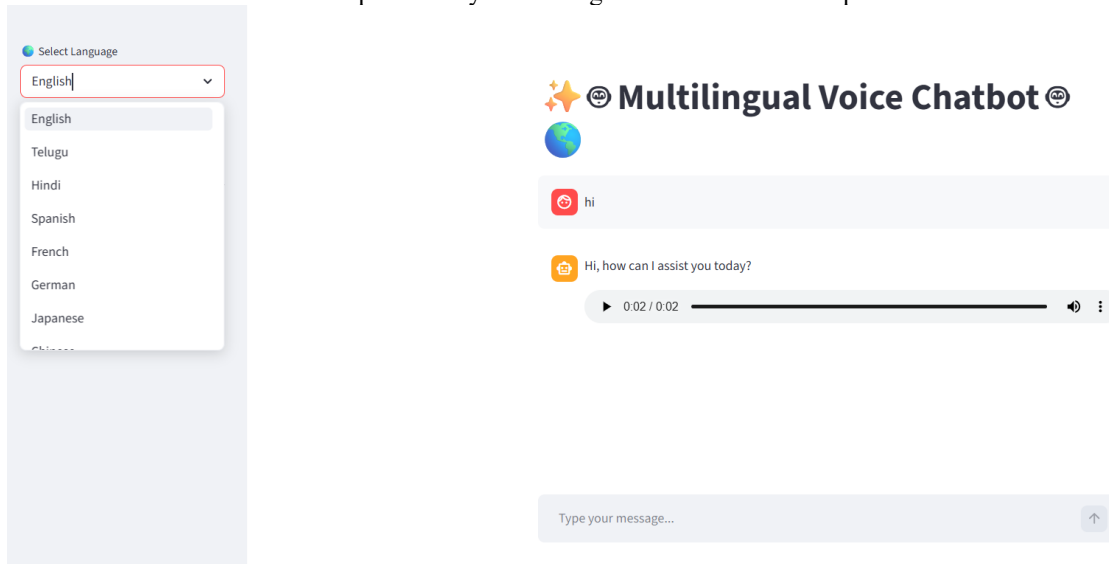 Select Language
English
English
Telugu
Hindi
Spanish
French
German
Japanese
Multilingual Voice Chatbot
hi
Hi, how can I assist you today?
0:02 / 0:02
Type your message...